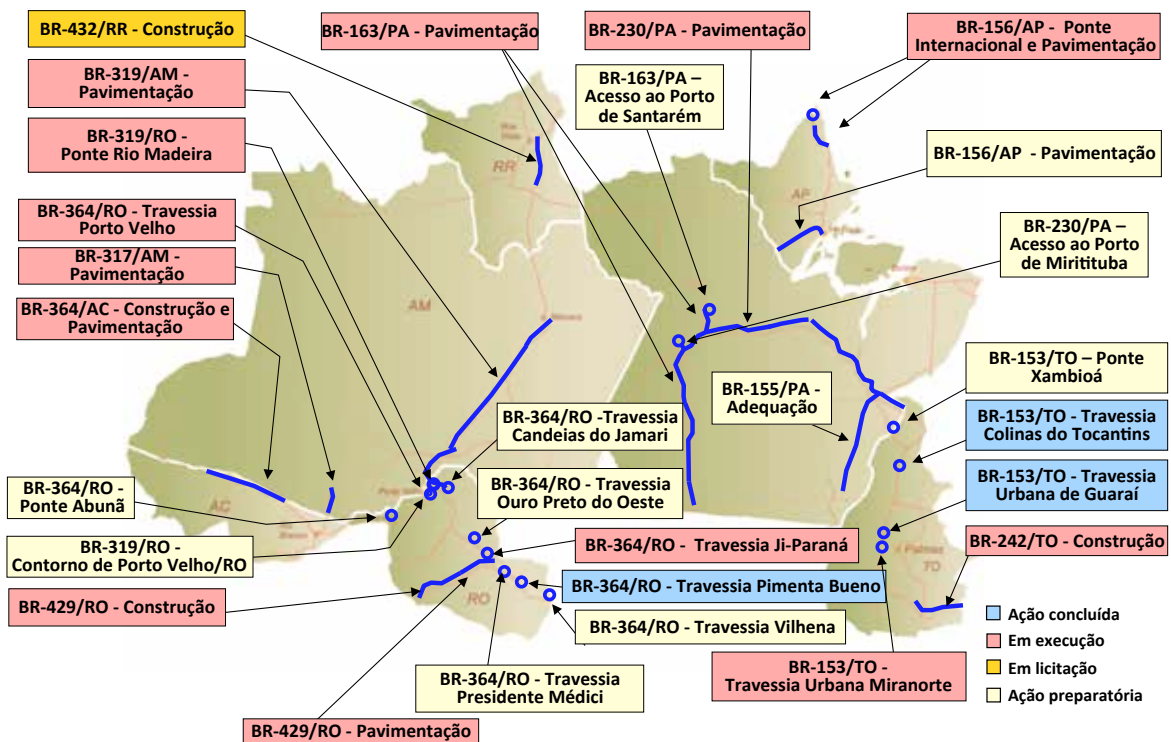 BR-432/RR - Construção
BR-163/PA - Pavimentação
BR-230/PA - Pavimentação
BR-156/AP - Ponte
Internacional e Pavimentação
BR-319/AM -
Pavimentação
BR-163/PA –
Acesso ao Porto
de Santarém
BR-319/RO -
Ponte Rio Madeira
BR-156/AP - Pavimentação
RR
AP
BR-364/RO - Travessia
Porto Velho
BR-230/PA –
Acesso ao Porto
de Miritituba
BR-317/AM -
Pavimentação
BR-364/AC - Construção e
Pavimentação
AM
BR-153/TO – Ponte
Xambioá
BR-155/PA -
Adequação
BR-364/RO -Travessia
Candeias do Jamari
BR-153/TO - Travessia
Colinas do Tocantins
BR-364/RO -
Ponte Abunã
AC
BR-364/RO - Travessia
Ouro Preto do Oeste
BR-153/TO - Travessia
Urbana de Guaraí
BR-319/RO -
Contorno de Porto Velho/RO
BR-364/RO - Travessia Ji-Paraná
BR-242/TO - Construção
Palmas
TO
BR-429/RO - Construção
RO
BR-364/RO - Travessia Pimenta Bueno
BR-364/RO - Travessia Vilhena
Ação concluída
Em execução
Em licitação
Ação preparatória
BR-364/RO - Travessia
Presidente Médici
BR-153/TO -
Travessia Urbana Miranorte
BR-429/RO - Pavimentação